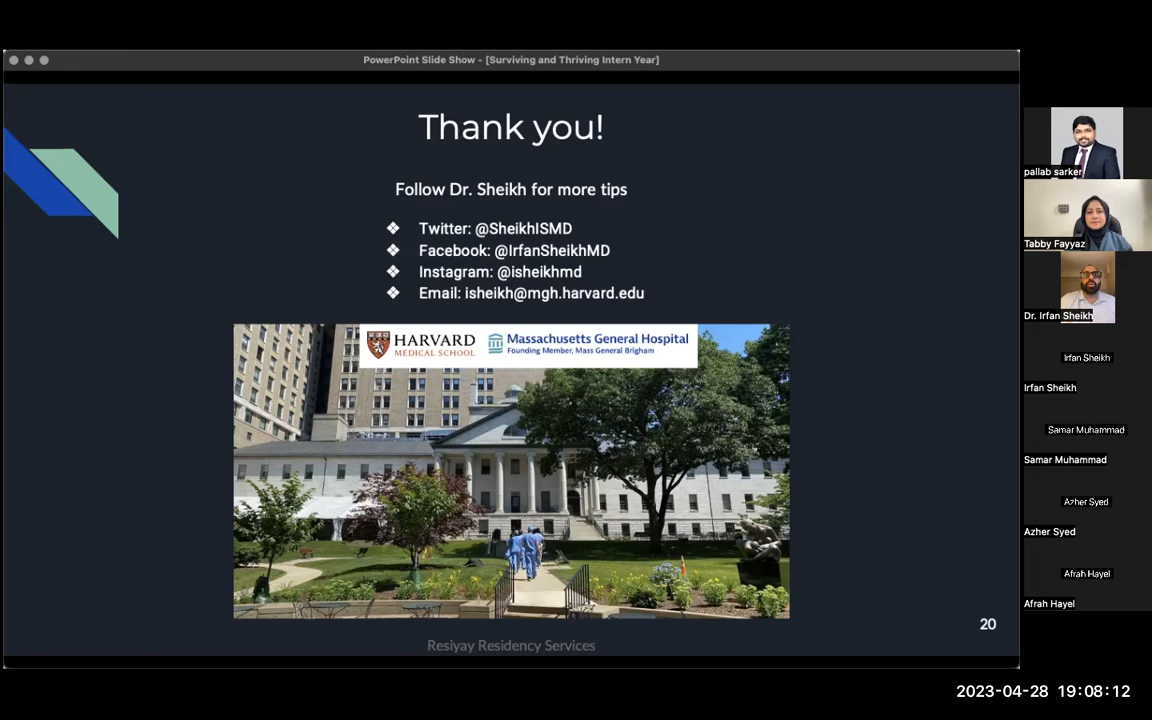 PowerPoint Slide Show - [Surviving and Thriving Intern Year]
Thank you!
Follow Dr. Sheikh for more tips
❖ Twitter: @SheikhISMD
❖ Facebook: @IrfanSheikhMD
❖ Instagram: @isheikhmd
❖ Email: isheikh@mgh.harvard.edu
HARVARD
MEDICAL SCHOOL
Massachusetts General Hospital
Founding Member, Mass General Brigham
20
Resiyay Residency Services
pallab sarker
Tabby Fayyaz
Dr. Irfan Sheikh
Irfan Sheikh
Irfan Sheikh
Samar Muhammad
Samar Muhammad
Azher Syed
Azher Syed
Afrah Hayel
Afrah Hayel
2023-04-28 19:08:12